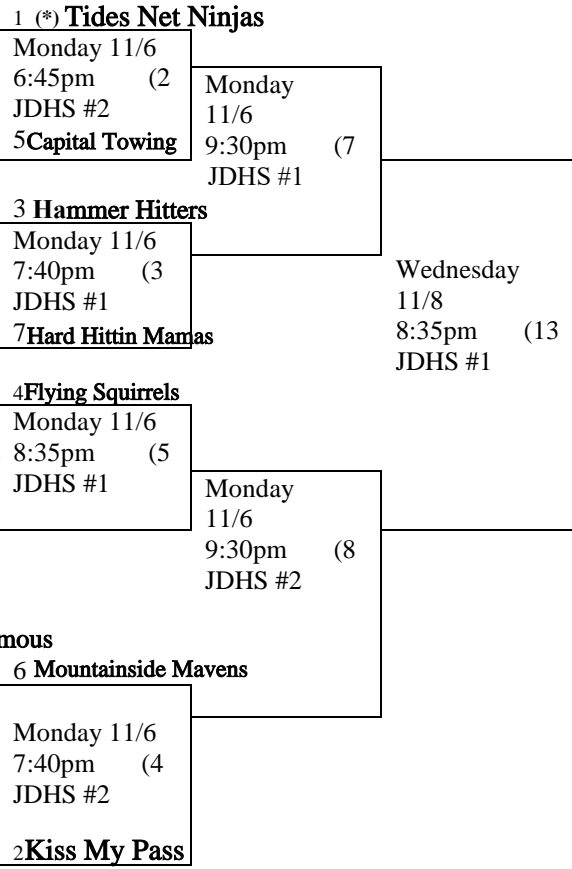 1 (*) Tides Net Ninjas
Monday 11/6
6:45pm (2
JDHS #2
5Capital Towing
Monday
11/6
9:30pm (7
JDHS #1
3 Hammer Hitters
Monday 11/6
7:40pm (3
JDHS #1
7Hard Hittin Mamas
Wednesday
11/8
8:35pm (13
JDHS #1
4Flying Squirrels
Monday 11/6
8:35pm (5
JDHS #1
Monday
11/6
9:30pm (8
JDHS #2
mous
6 Mountainside Mavens
Monday 11/6
7:40pm (4
JDHS #2
2Kiss My Pass